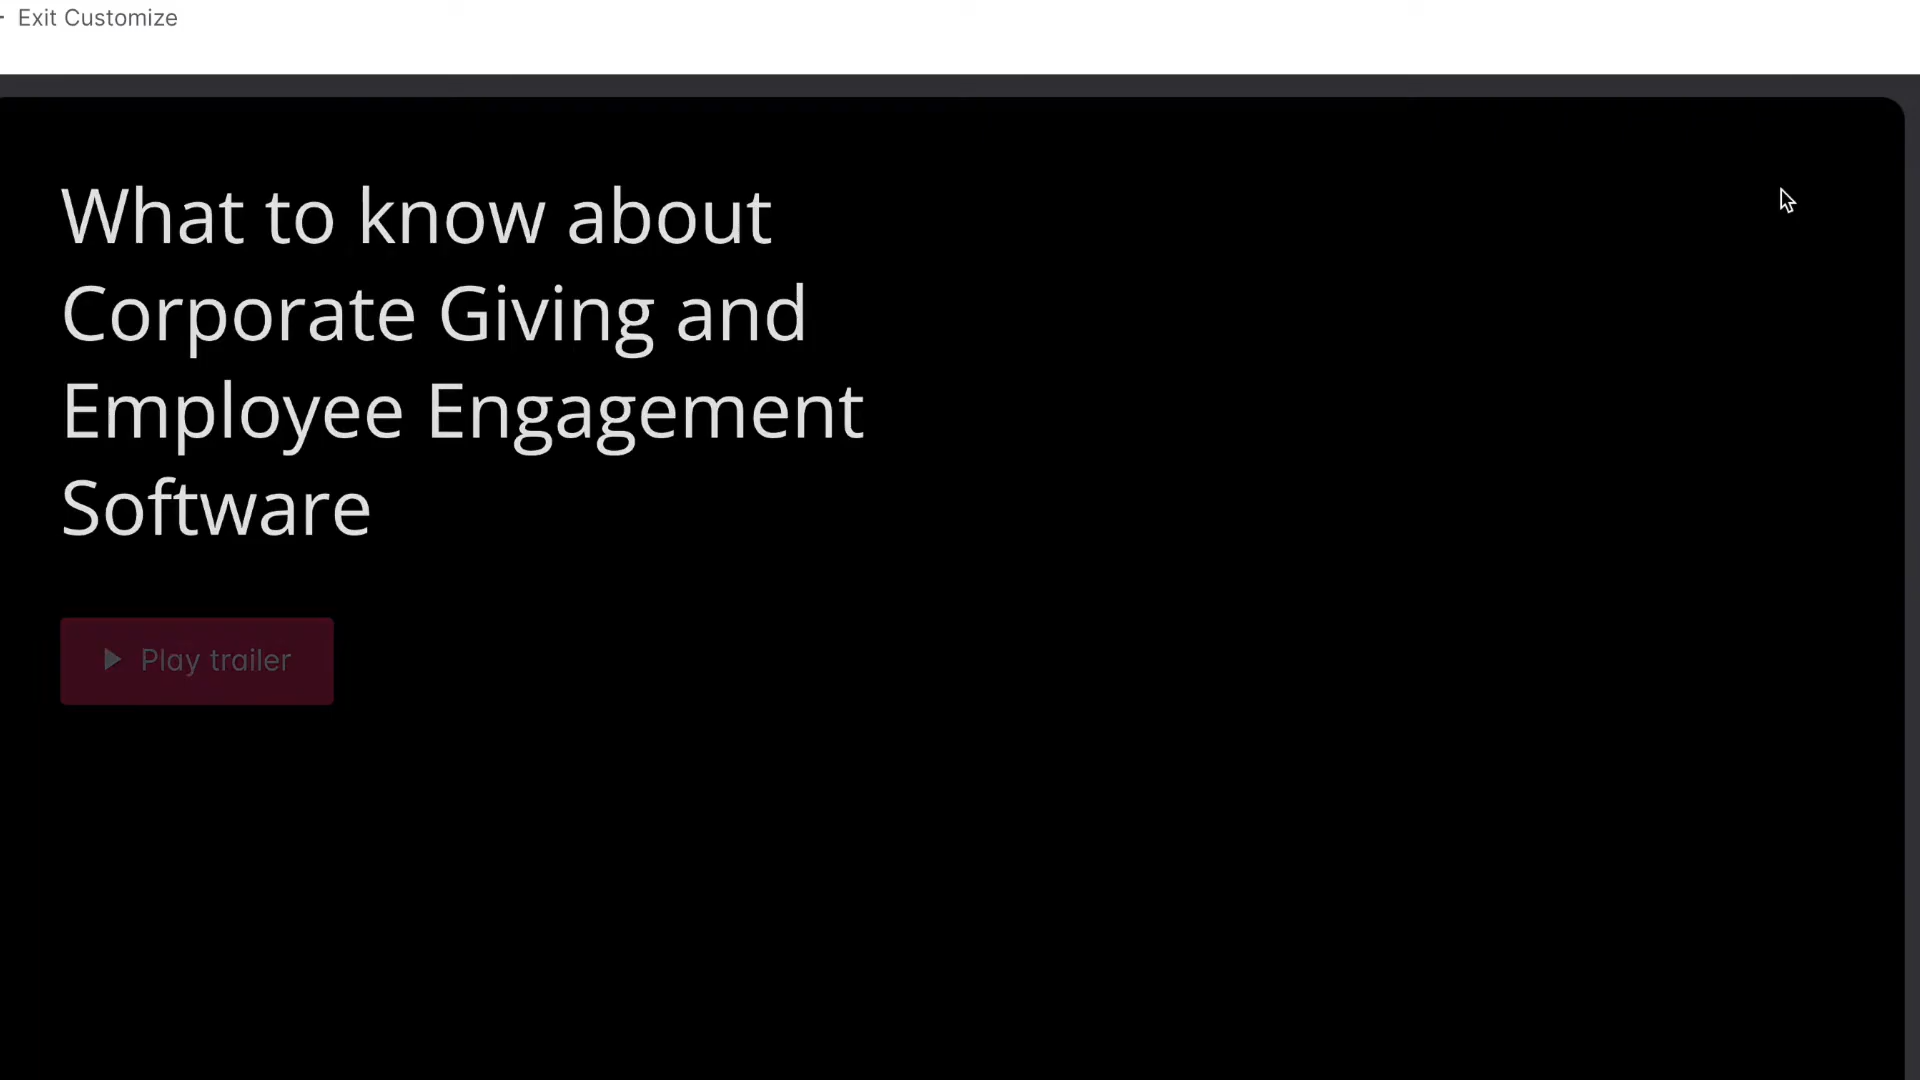 Exit Customize
What to know about
Corporate Giving and
Employee Engagement
Software
Play trailer